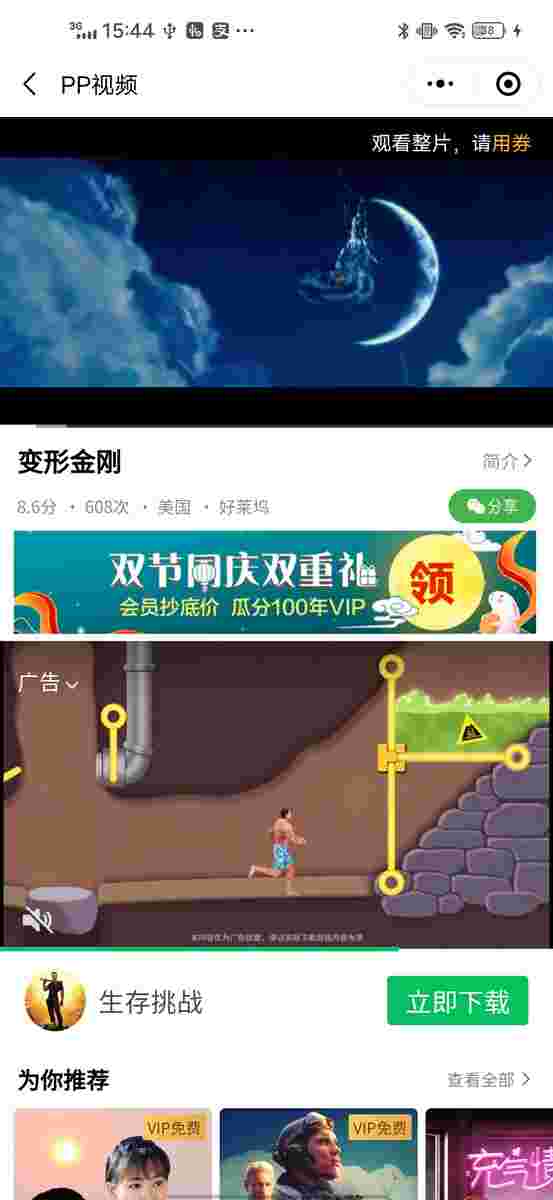 3G 15:44
PP视频
观看整片，请用券
变形金刚
简介
8.6分 · 608次 · 美国 · 好莱坞
分享
双节同庆双重礼
会员抄底价 瓜分100年VIP
领
广告
生存挑战
立即下载
为你推荐
查看全部
VIP免费
VIP免费
充气情